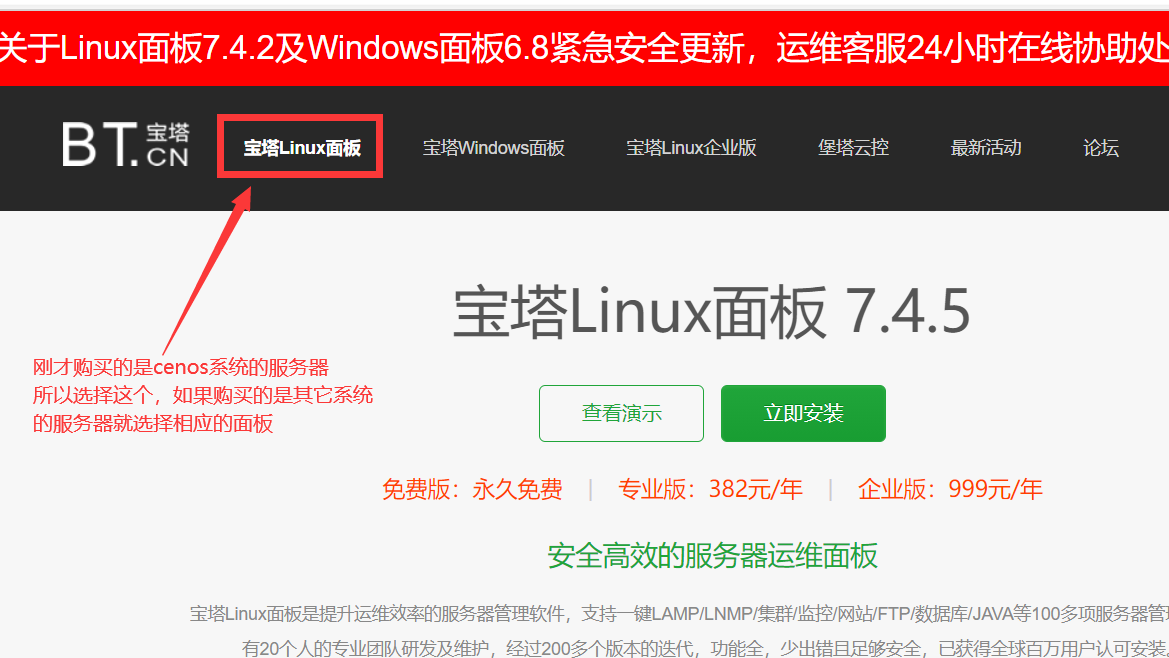 关于Linux面板7.4.2及Windows面板6.8紧急安全更新，运维客服24小时在线协助处
BT.宝塔CN
宝塔Linux面板
宝塔Windows面板
宝塔Linux企业版
堡塔云控
最新活动
论坛
宝塔Linux面板 7.4.5
刚才购买的是cenos系统的服务器
所以选择这个，如果购买的是其它系统
的服务器就选择相应的面板
查看演示
立即安装
免费版：永久免费 | 专业版：382元/年 | 企业版：999元/年
安全高效的服务器运维面板
宝塔Linux面板是提升运维效率的服务器管理软件，支持一键LAMP/LNMP/集群/监控/网站/FTP/数据库/JAVA等100多项服务器管理
有20个人的专业团队研发及维护，经过200多个版本的迭代，功能全，少出错且足够安全，已获得全球百万用户认可安装。